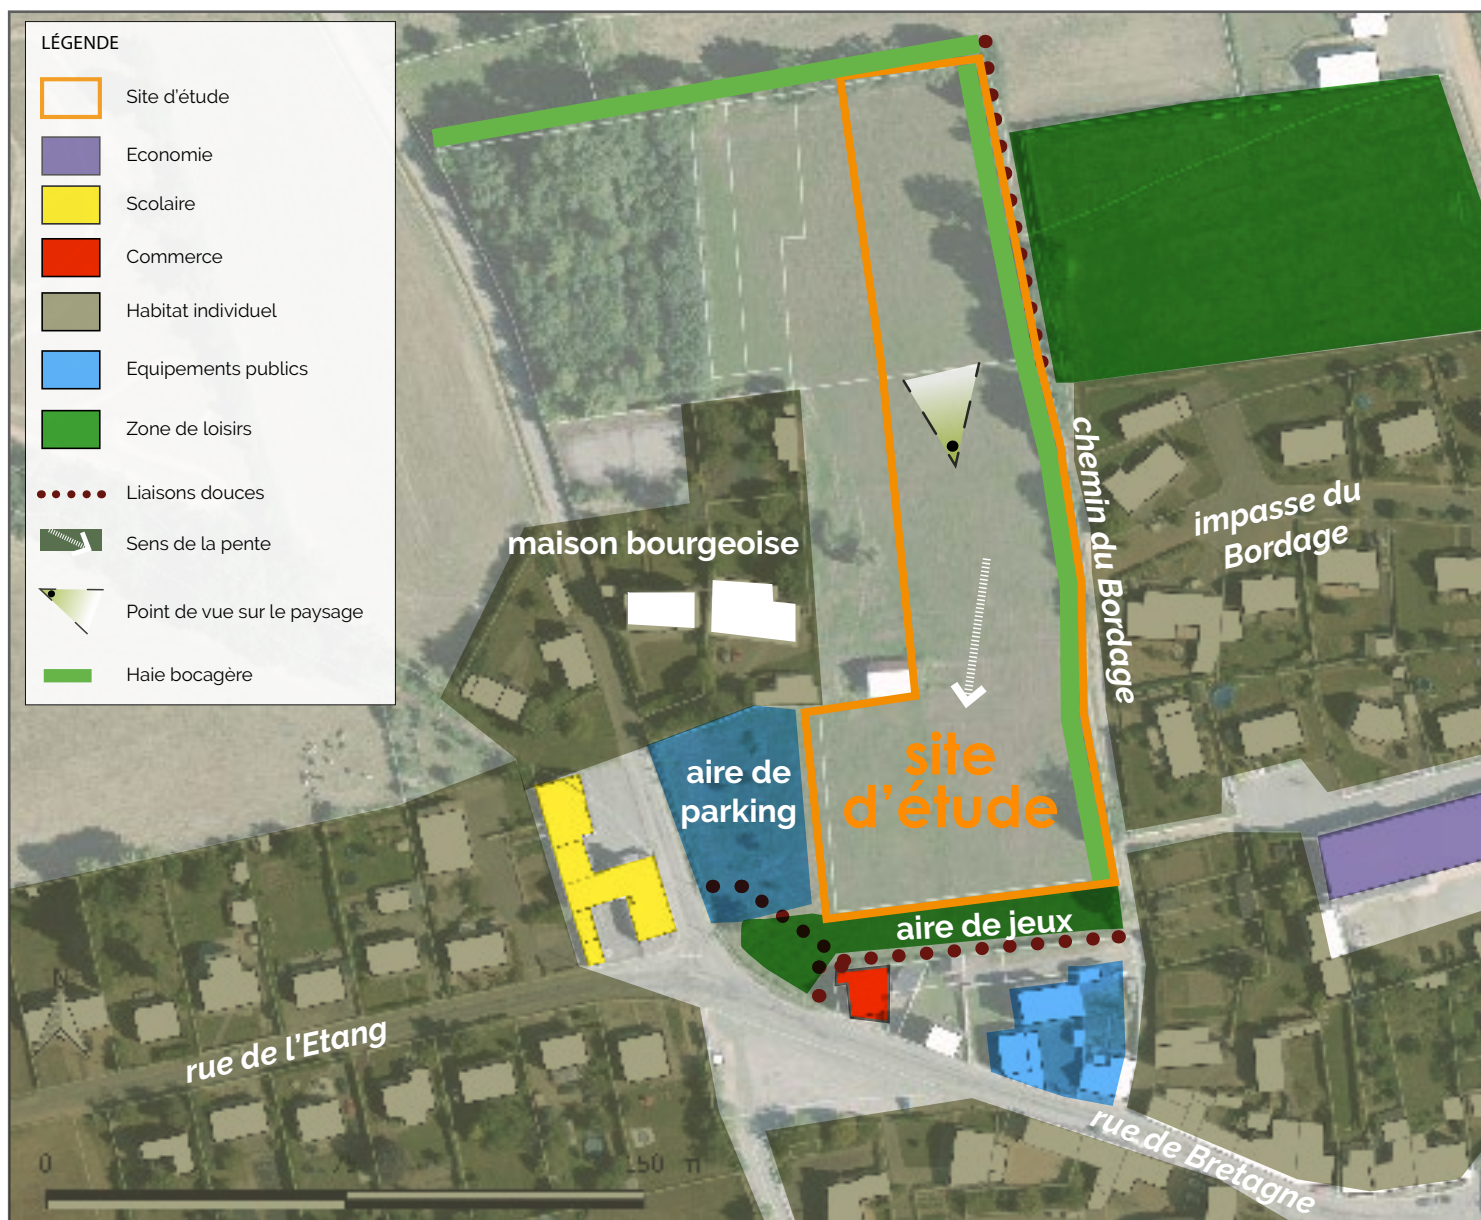 LÉGENDE
Site d'étude
Economie
Scolaire
Commerce
Habitat individuel
Equipements publics
Zone de loisirs
Liaisons douces
Sens de la pente
Point de vue sur le paysage
Haie bocagère
chemin du Bordage
impasse du
Bordage
maison bourgeoise
site
d'étude
aire de
parking
aire de jeux
rue de l'Etang
rue de Bretagne
0
m